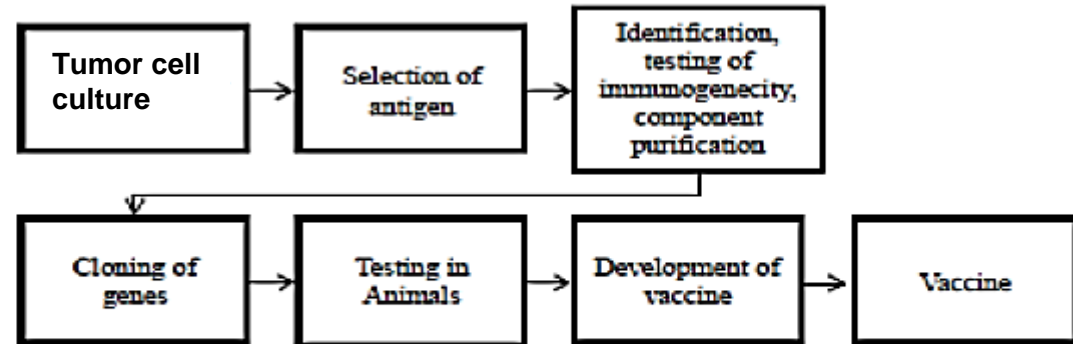 Tumor cell
culture
Selection of
antigen
Identification,
testing of
immunogenecity,
component
purification
Cloning of
genes
Testing in
Animals
Development of
vaccine
Vaccine